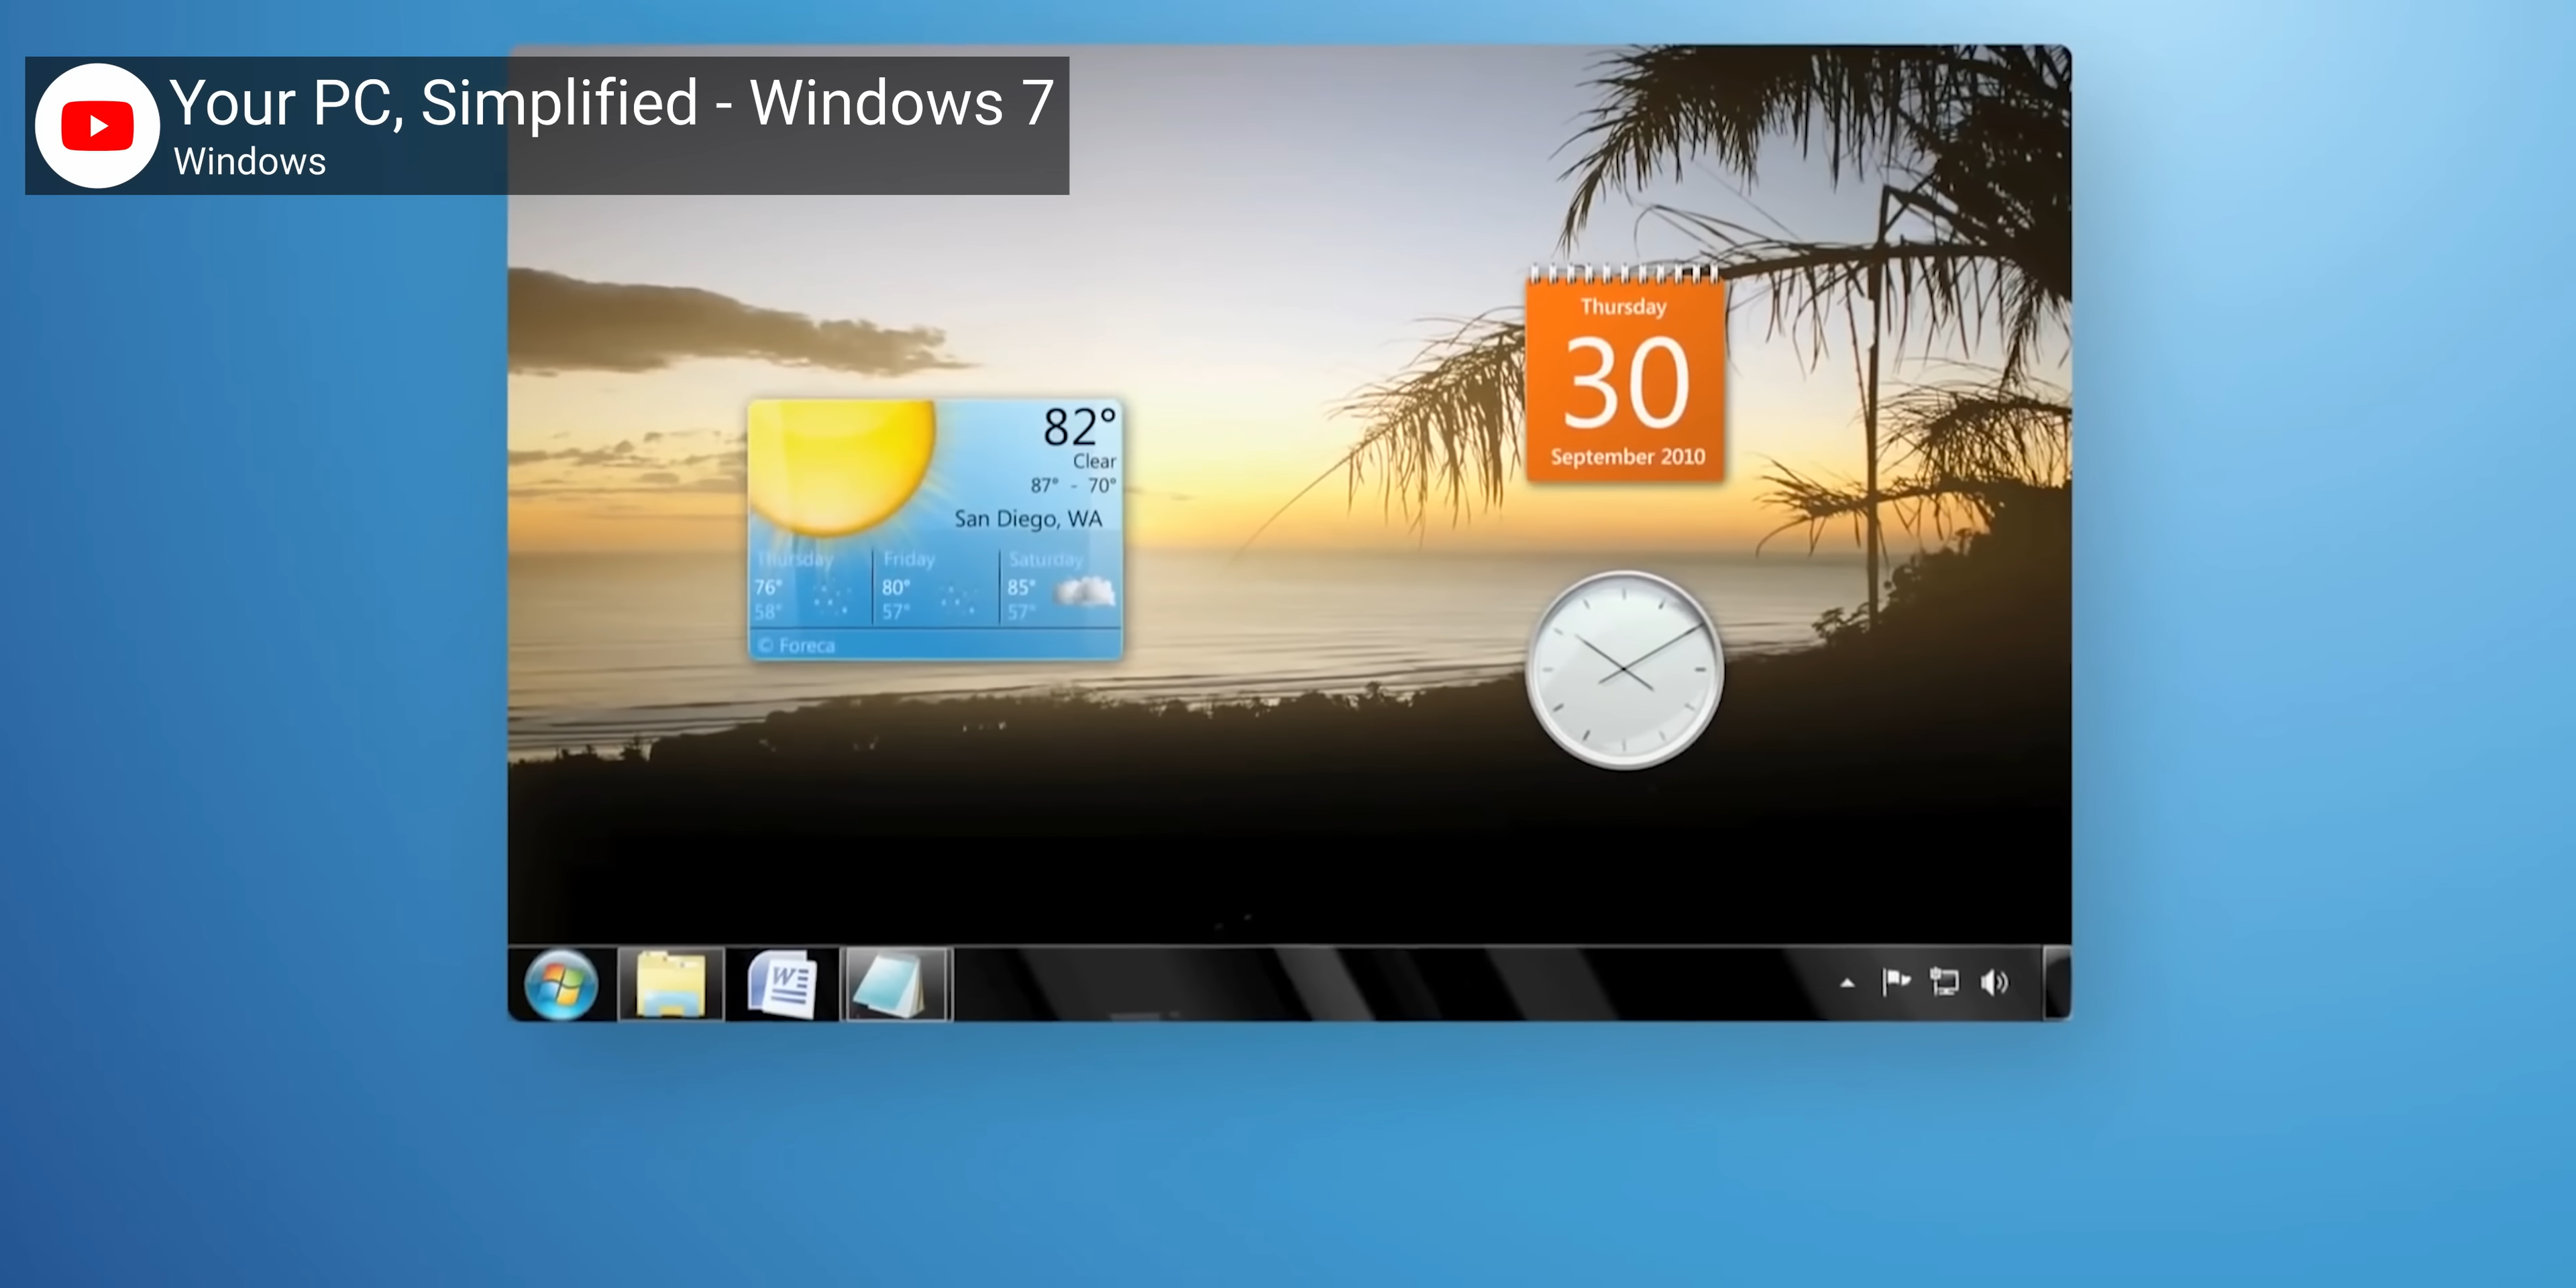 Your PC, Simplified - Windows 7
Windows
Thursday
30
September 2010
82°
Clear
87° - 70°
San Diego, WA
Thursday
Friday
Saturday
76°
80°
85°
58°
57°
57°
© Foreca
W